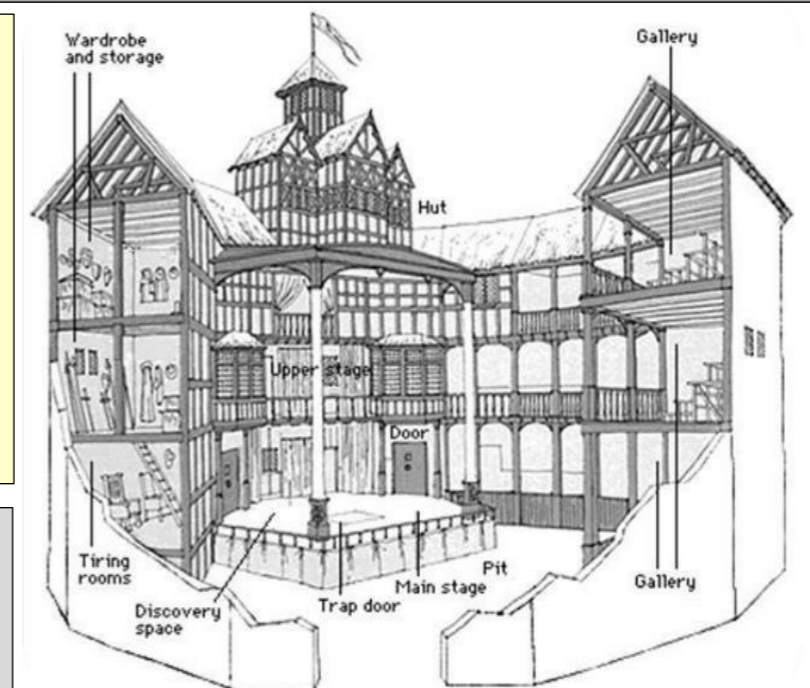 Wardrobe
and storage
Gallery
Hut
Upper stage
Door
Tiring
rooms
Discovery
space
Trap door
Main stage
Pit
Gallery